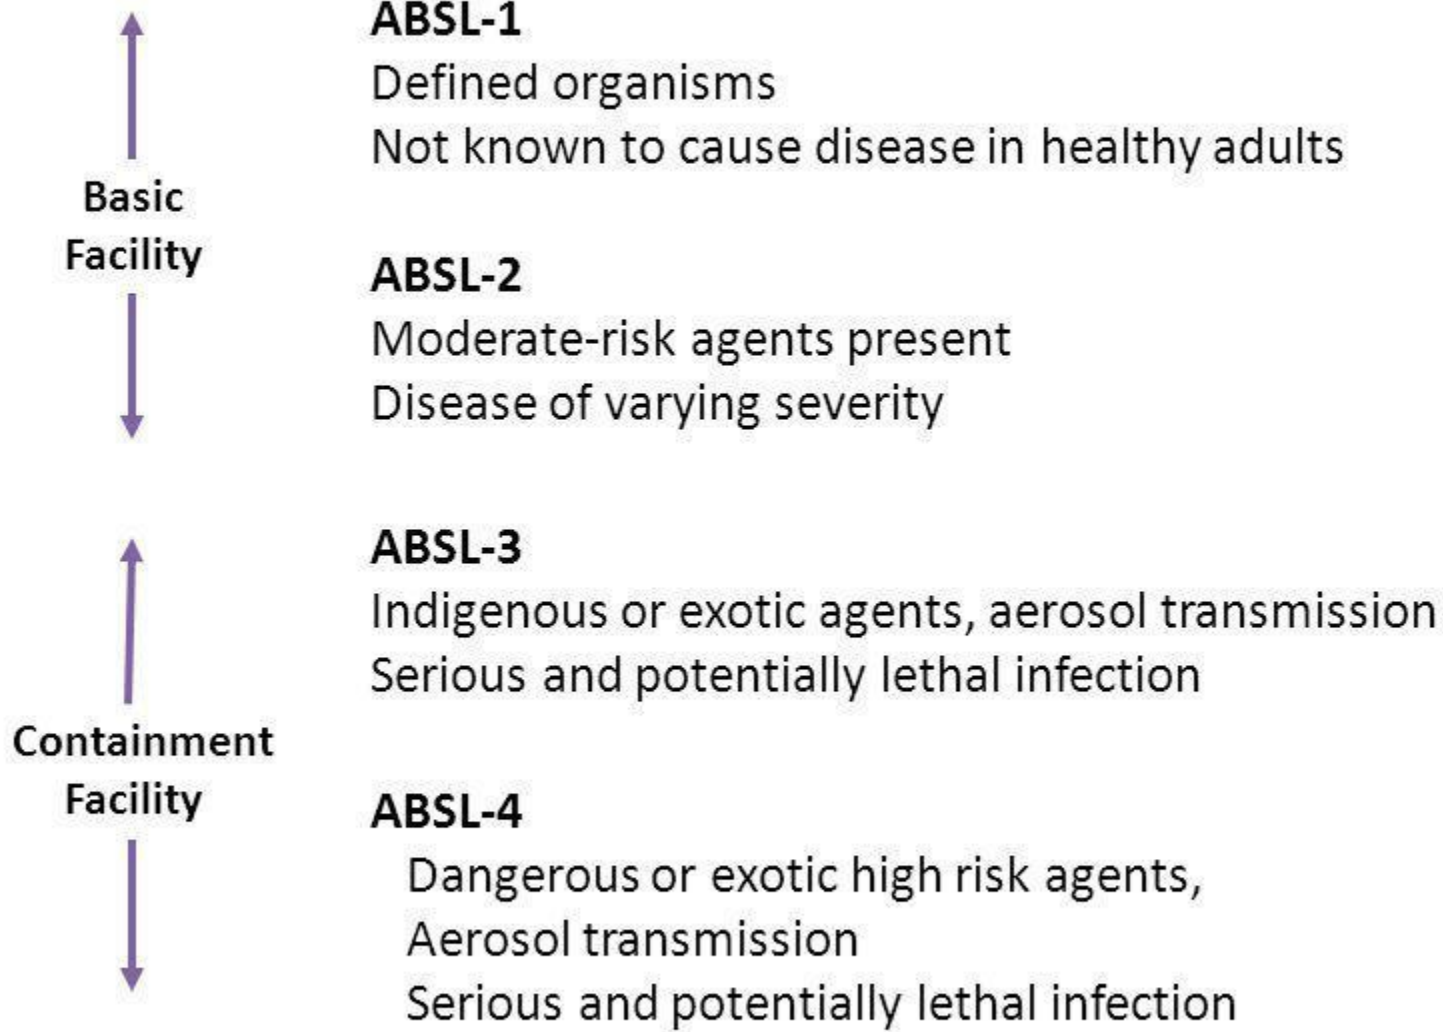 ABSL-1
Defined organisms
Not known to cause disease in healthy adults
Basic
Facility
ABSL-2
Moderate-risk agents present
Disease of varying severity
ABSL-3
Indigenous or exotic agents, aerosol transmission
Serious and potentially lethal infection
Containment
Facility
ABSL-4
Dangerous or exotic high risk agents,
Aerosol transmission
Serious and potentially lethal infection